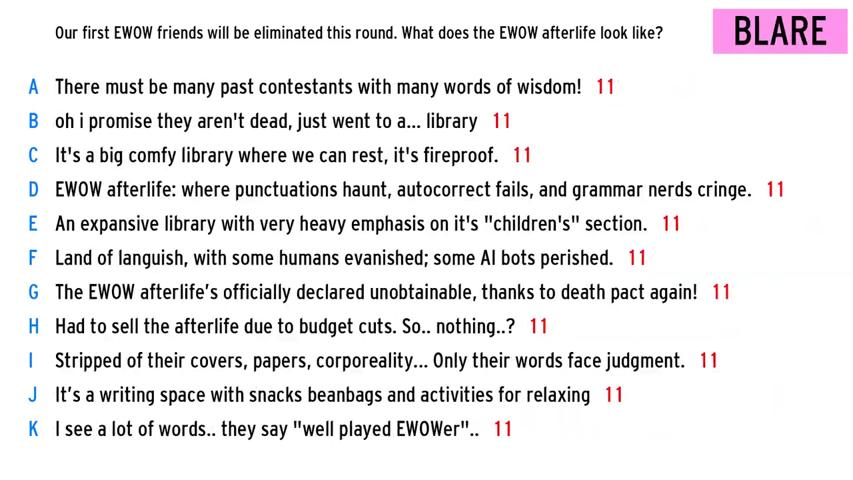 Our first EWOW friends will be eliminated this round. What does the EWOW afterlife look like?
BLARE
A There must be many past contestants with many words of wisdom! 11
B oh i promise they aren't dead, just went to a... library 11
C It's a big comfy library where we can rest, it's fireproof. 11
D EWOW afterlife: where punctuations haunt, autocorrect fails, and grammar nerds cringe. 11
E An expansive library with very heavy emphasis on it's "children's" section. 11
F Land of languish, with some humans evanished; some AI bots perished. 11
G The EWOW afterlife’s officially declared unobtainable, thanks to death pact again! 11
H Had to sell the afterlife due to budget cuts. So.. nothing..? 11
I Stripped of their covers, papers, corporeality... Only their words face judgment. 11
J It’s a writing space with snacks beanbags and activities for relaxing 11
K I see a lot of words.. they say "well played EWOWer".. 11